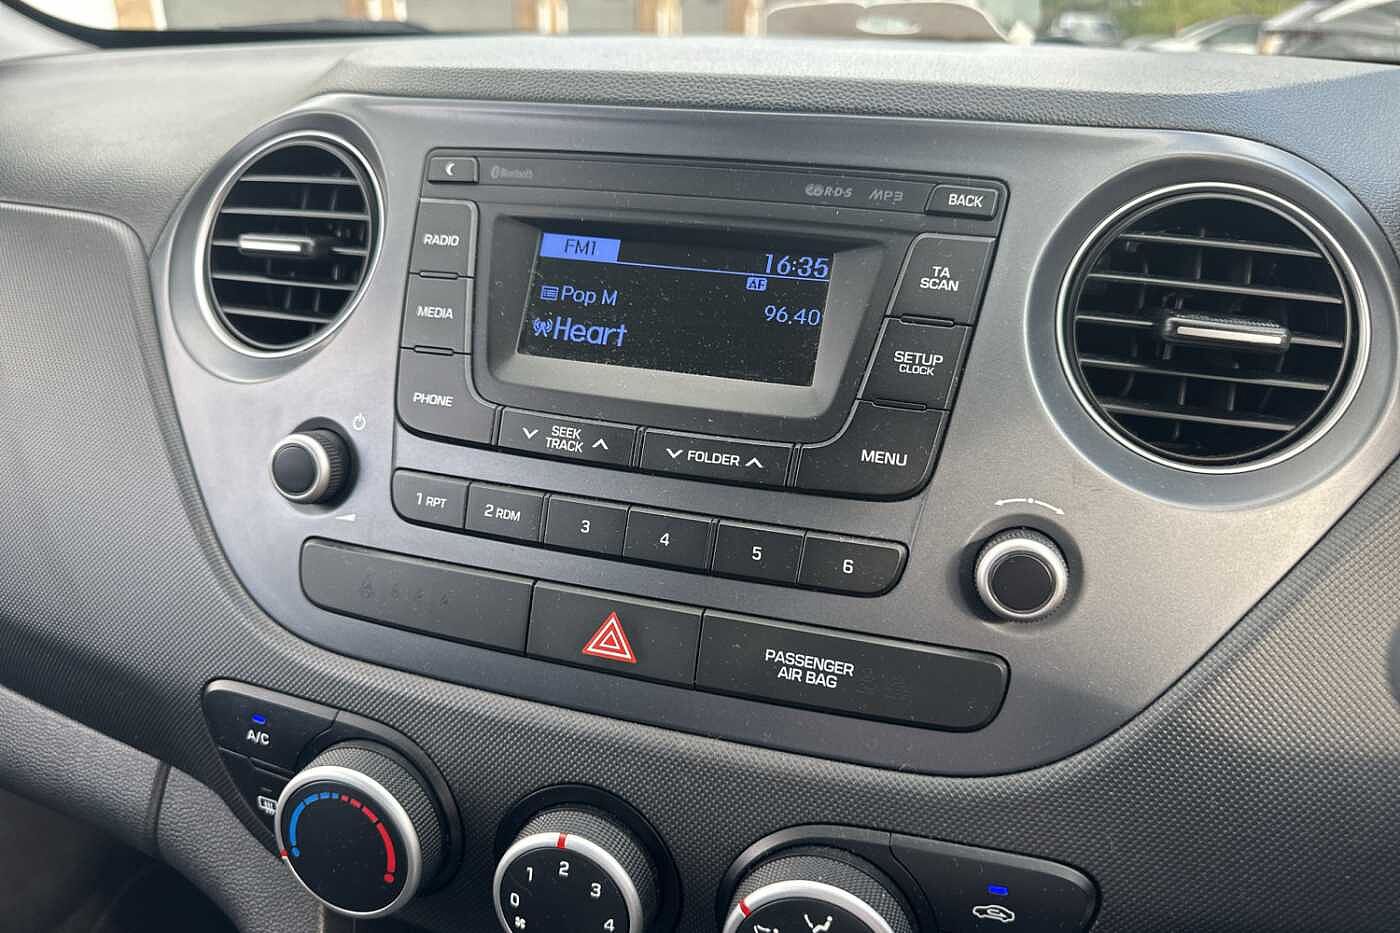 Bluetooth
R·D·S MP3
BACK
RADIO
MEDIA
PHONE
FM1
16:35
AF
Pop M
96.40
Heart
TA
SCAN
SETUP
CLOCK
MENU
SEEK
TRACK
FOLDER
1 RPT
2 RDM
3
4
5
6
PASSENGER
AIR BAG
A/C
0
1
2
3
4